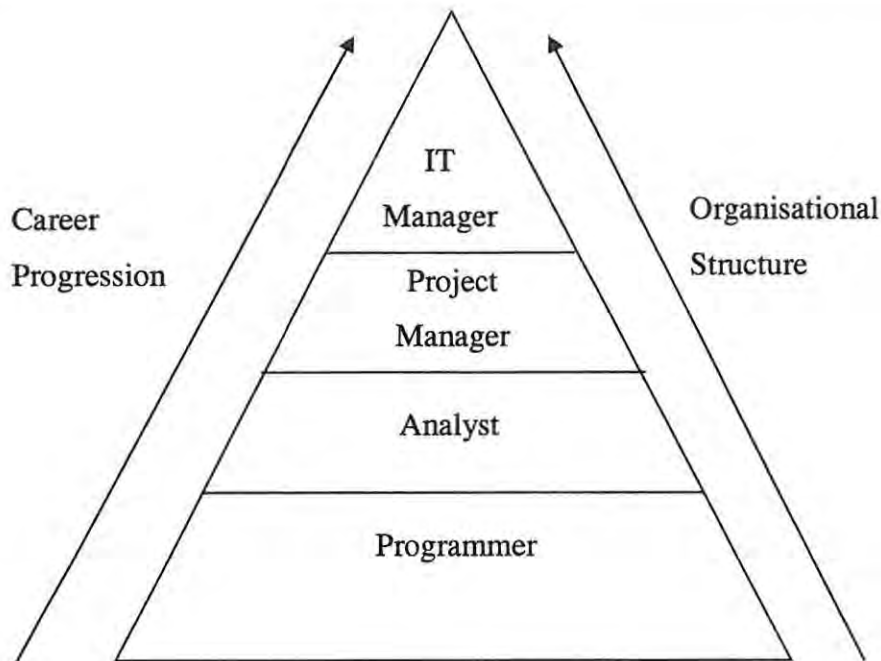 IT
Manager
Career
Progression
Organisational
Structure
Project
Manager
Analyst
Programmer